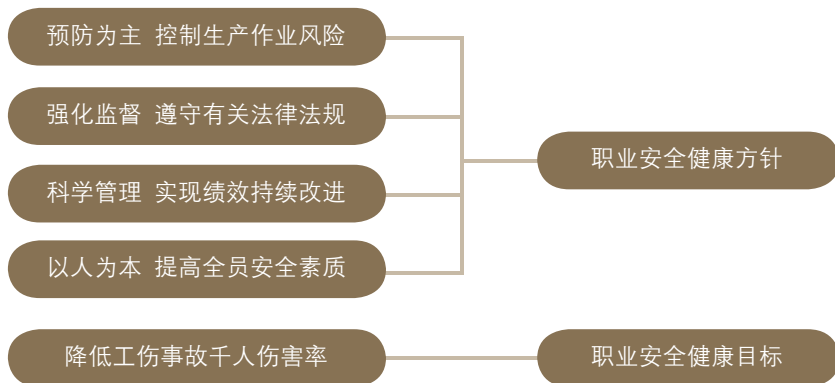 预防为主 控制生产作业风险
强化监督 遵守有关法律法规
科学管理 实现绩效持续改进
以人为本 提高全员安全素质
职业安全健康方针
降低工伤事故千人伤害率
职业安全健康目标